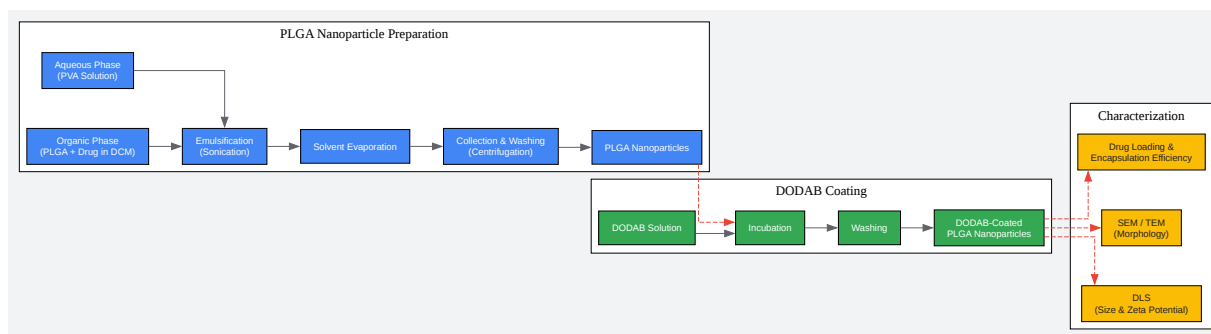 PLGA Nanoparticle Preparation
Aqueous Phase
(PVA Solution)
Organic Phase
(PLGA + Drug in DCM)
Emulsification
(Sonication)
Solvent Evaporation
Collection & Washing
(Centrifugation)
PLGA Nanoparticles
DODAB Coating
DODAB Solution
Incubation
Washing
DODAB-Coated
PLGA Nanoparticles
Characterization
Drug Loading &
Encapsulation Efficiency
SEM / TEM
(Morphology)
DLS
(Size & Zeta Potential)